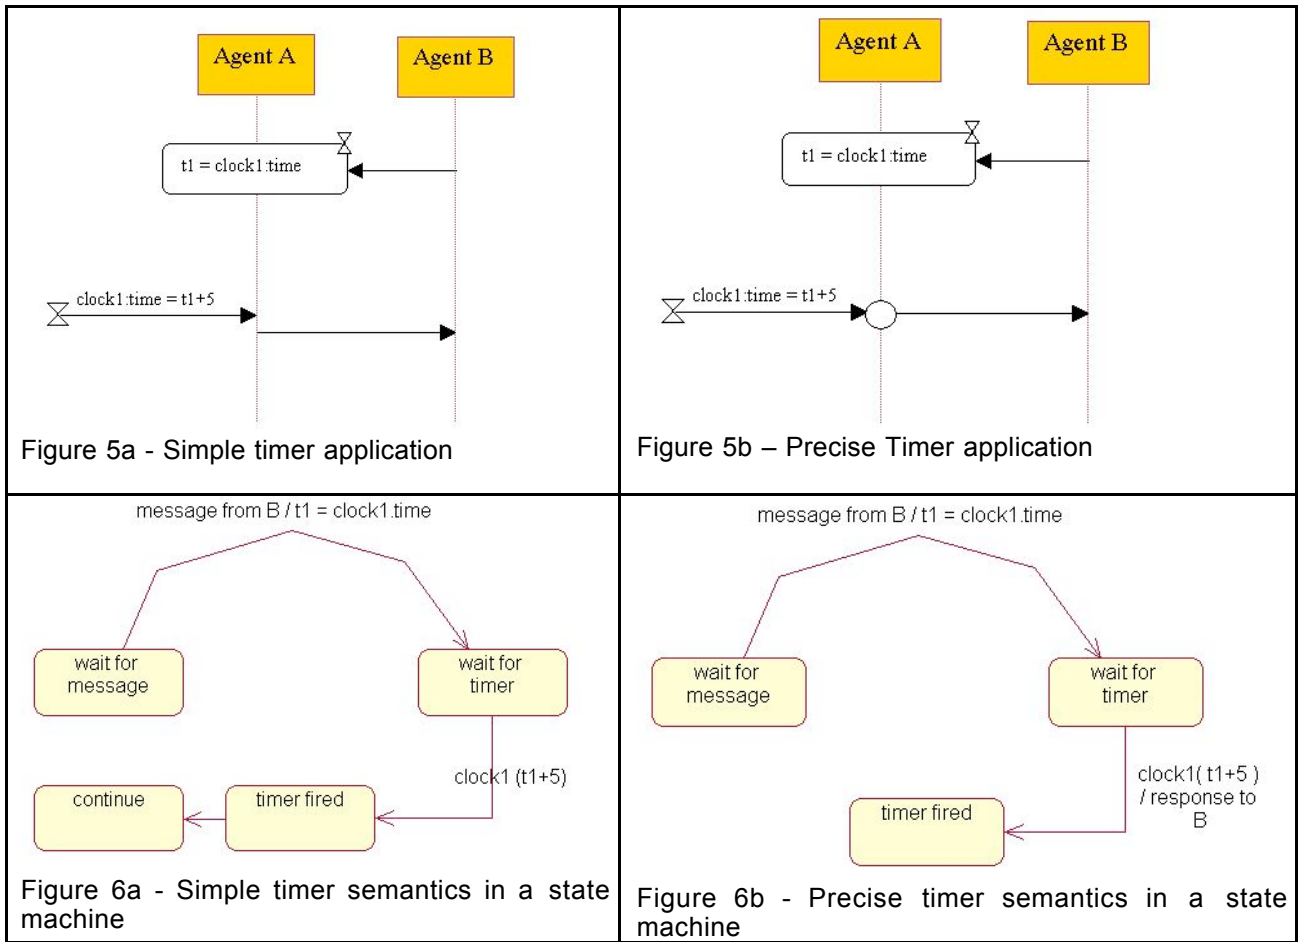 Agent A
Agent B
t1 = clock1:time
clock1:time = t1+5
Figure 5a - Simple timer application
Agent A
Agent B
t1 = clock1:time
clock1:time = t1+5
Figure 5b – Precise Timer application
message from B / t1 = clock1.time
wait for
message
wait for
timer
clock1 (t1+5)
continue
timer fired
Figure 6a - Simple timer semantics in a state
machine
message from B / t1 = clock1.time
wait for
message
wait for
timer
clock1( t1+5 )
/ response to
B
timer fired
Figure 6b - Precise timer semantics in a state
machine